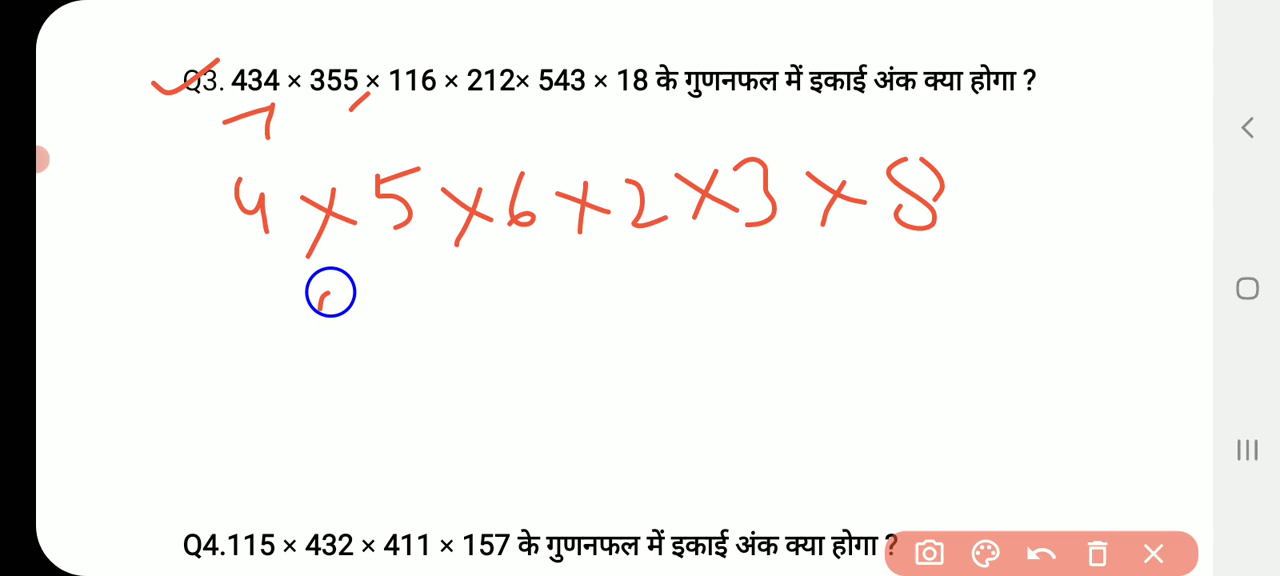 Q3. 434 × 355 × 116 × 212× 543 × 18 के गुणनफल में इकाई अंक क्या होगा ?
4 × 5 × 6 × 2 × 3 × 8
Q4.115 × 432 × 411 × 157 के गुणनफल में इकाई अंक क्या होगा ?